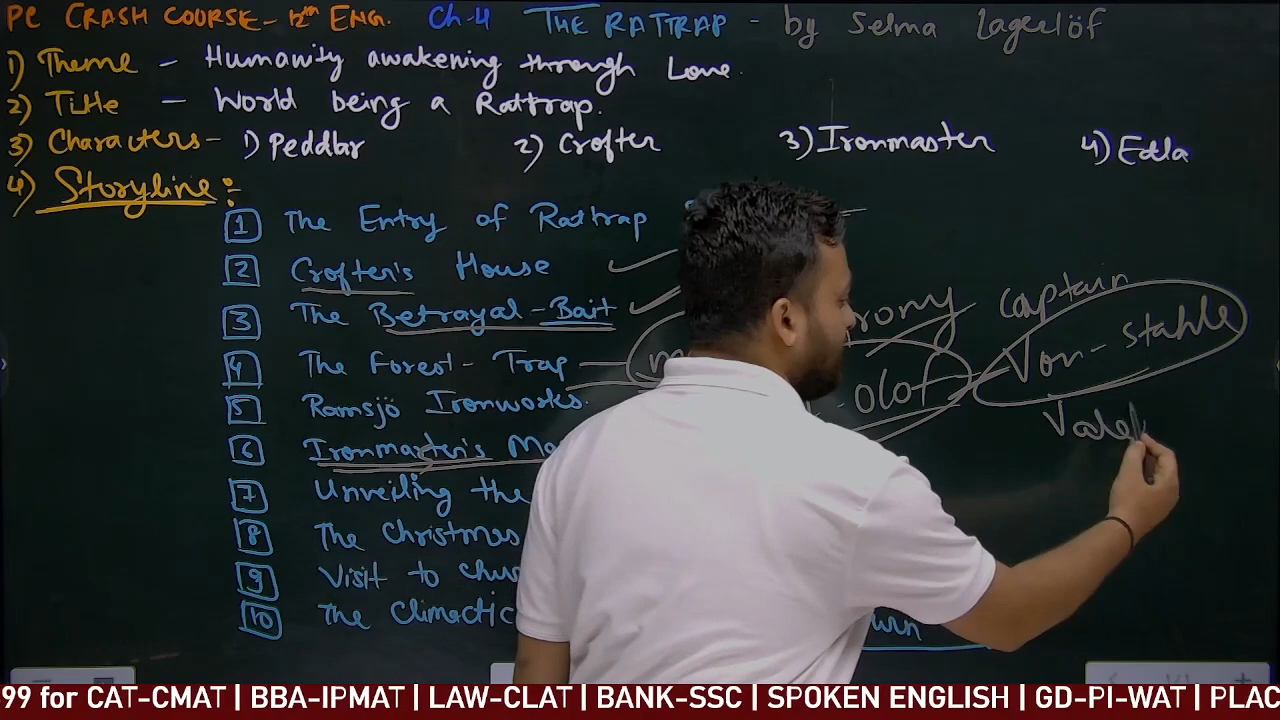 PC CRASH COURSE - 12th ENG. Ch-4 THE RATTRAP - by Selma Lagerlöf
1) Theme - Humanity awakening through Love.
2) Title - World being a Rattrap.
3) Characters - 1) Peddlar 2) Crofter 3) Ironmaster 4) Edla
4) Storyline:-
1 The Entry of Rattrap
2 Crofter's House
3 The Betrayal-Bait
captain
4 The Forest-Trap
Von-stahle
5 Ramsjö Ironworks.
olof
Vale
6 Ironmaster's
7 Unveiling the
8 The Christmas
9 Visit to
10 The Climactic
99 for CAT-CMAT | BBA-IPMAT | LAW-CLAT | BANK-SSC | SPOKEN ENGLISH | GD-PI-WAT |